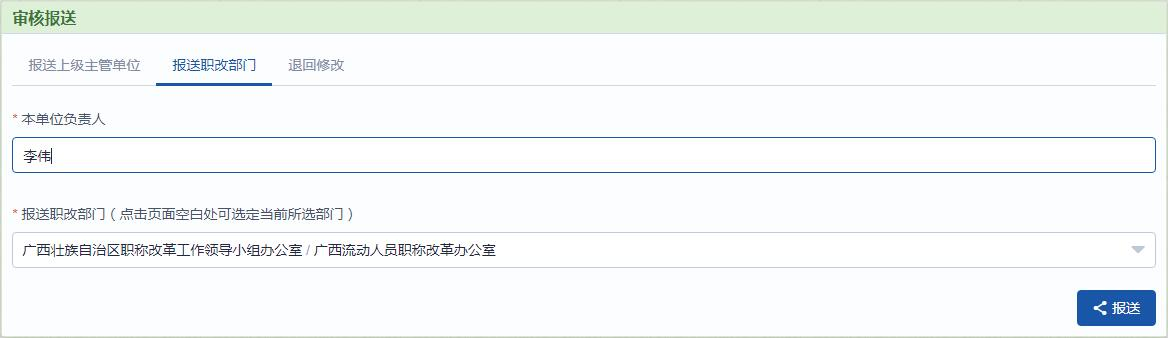 审核报送
报送上级主管单位 报送职改部门 退回修改
* 本单位负责人
李伟
* 报送职改部门（点击页面空白处可选定当前所选部门）
广西壮族自治区职称改革工作领导小组办公室 / 广西流动人员职称改革办公室
报送